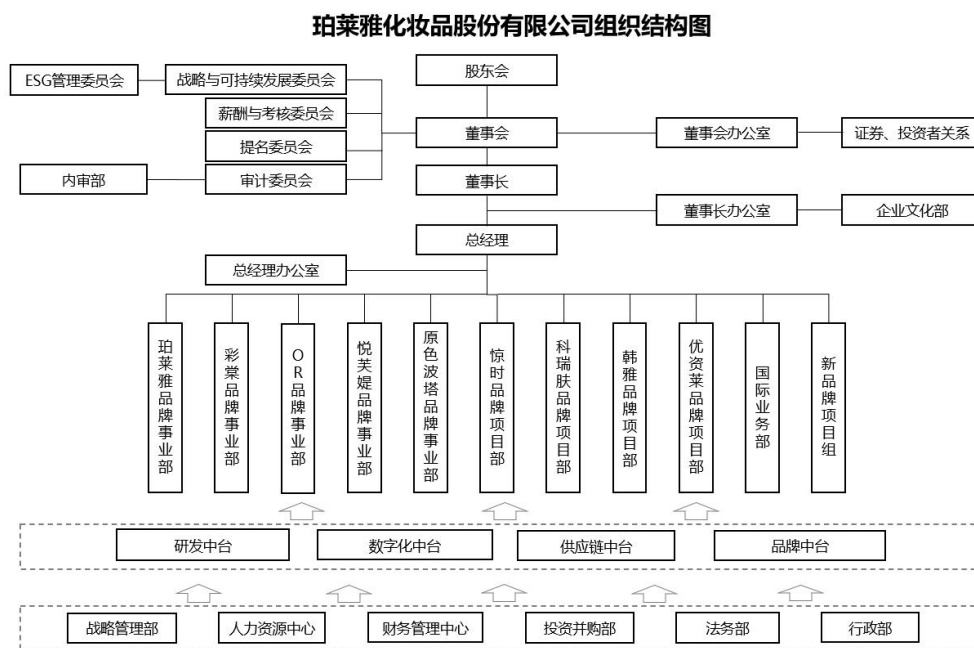 珀莱雅化妆品股份有限公司组织结构图
股东会
ESG管理委员会
战略与可持续发展委员会
薪酬与考核委员会
董事会
董事会办公室
证券、投资者关系
提名委员会
内审部
审计委员会
董事长
董事长办公室
企业文化部
总经理
总经理办公室
珀莱雅品牌事业部
彩棠品牌事业部
OR品牌事业部
悦芙媞品牌事业部
原色波塔品牌事业部
惊时品牌项目部
科瑞肤品牌项目部
韩雅品牌项目部
优资莱品牌项目部
国际业务部
新品牌项目组
研发中台
数字化中台
供应链中台
品牌中台
战略管理部
人力资源中心
财务管理中心
投资并购部
法务部
行政部